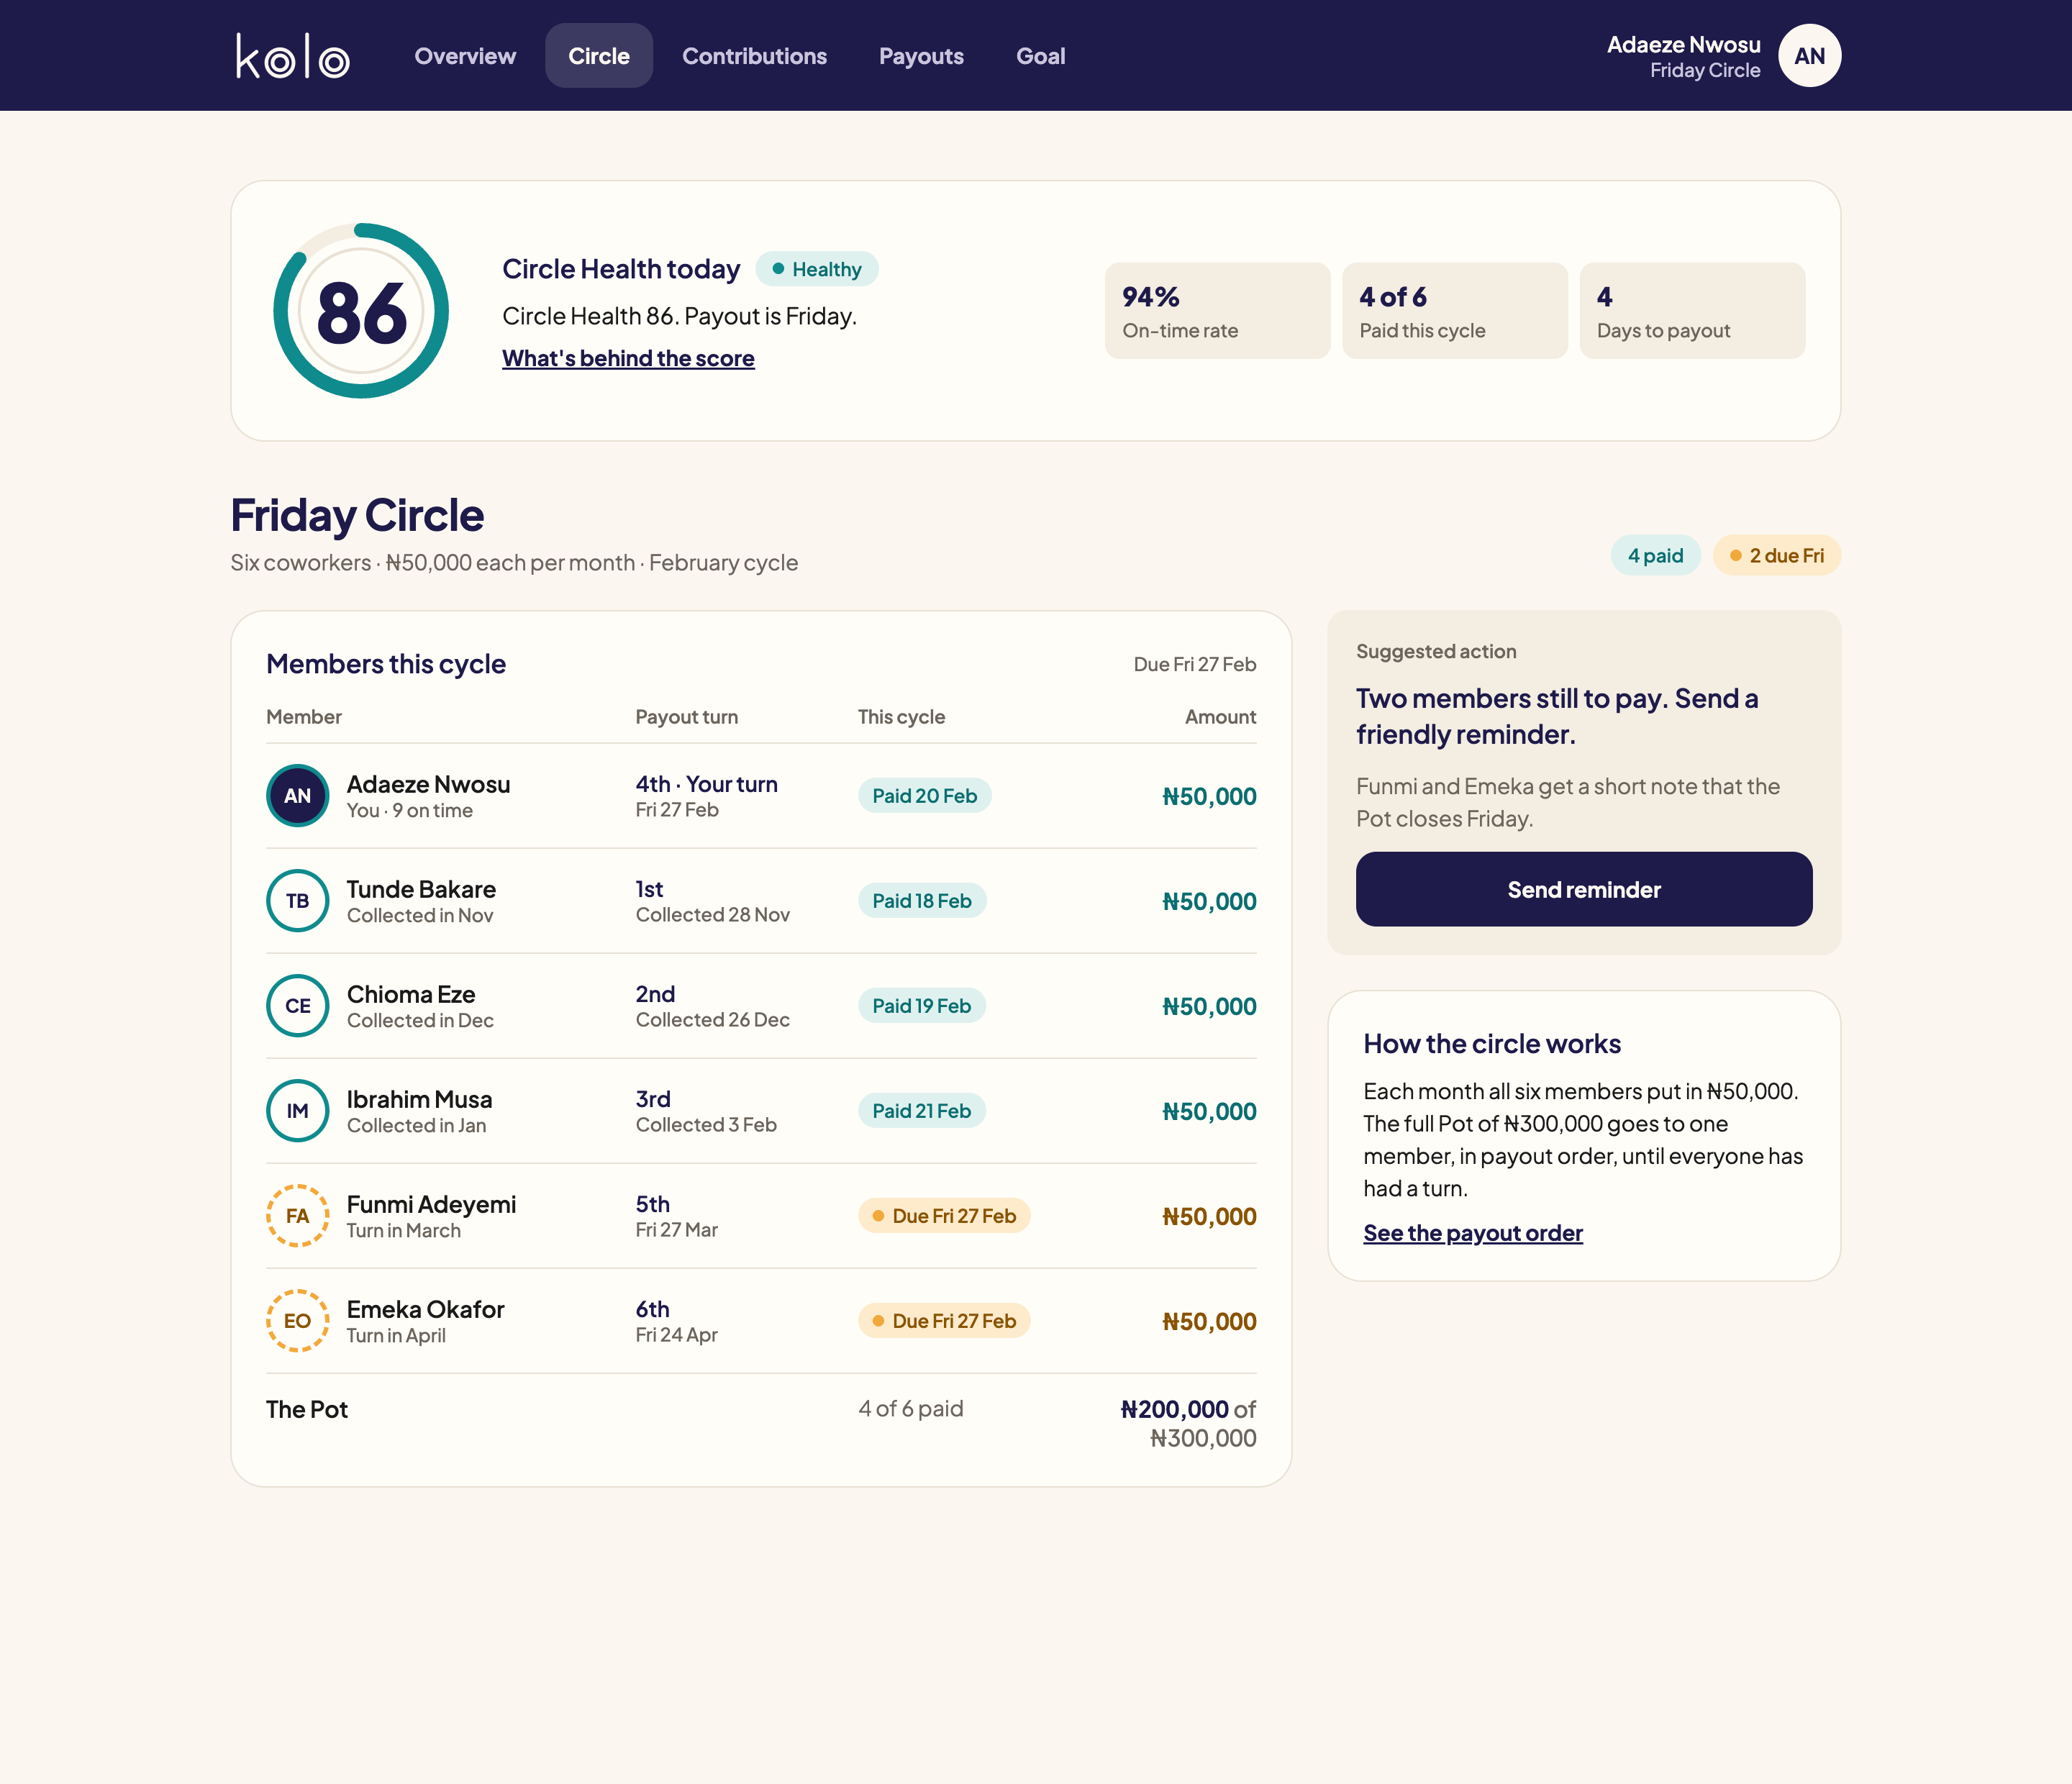 kolo
Overview
Circle
Contributions
Payouts
Goal
Adaeze Nwosu
Friday Circle
AN
86
Circle Health today
Healthy
Circle Health 86. Payout is Friday.
What's behind the score
94%
On-time rate
4 of 6
Paid this cycle
4
Days to payout
Friday Circle
Six coworkers · ₦50,000 each per month · February cycle
4 paid
2 due Fri
Members this cycle
Due Fri 27 Feb
Member
Payout turn
This cycle
Amount
AN
Adaeze Nwosu
You · 9 on time
4th · Your turn
Fri 27 Feb
Paid 20 Feb
₦50,000
TB
Tunde Bakare
Collected in Nov
1st
Collected 28 Nov
Paid 18 Feb
₦50,000
CE
Chioma Eze
Collected in Dec
2nd
Collected 26 Dec
Paid 19 Feb
₦50,000
IM
Ibrahim Musa
Collected in Jan
3rd
Collected 3 Feb
Paid 21 Feb
₦50,000
FA
Funmi Adeyemi
Turn in March
5th
Fri 27 Mar
Due Fri 27 Feb
₦50,000
EO
Emeka Okafor
Turn in April
6th
Fri 24 Apr
Due Fri 27 Feb
₦50,000
The Pot
4 of 6 paid
₦200,000 of
₦300,000
Suggested action
Two members still to pay. Send a
friendly reminder.
Funmi and Emeka get a short note that the
Pot closes Friday.
Send reminder
How the circle works
Each month all six members put in ₦50,000.
The full Pot of ₦300,000 goes to one
member, in payout order, until everyone has
had a turn.
See the payout order